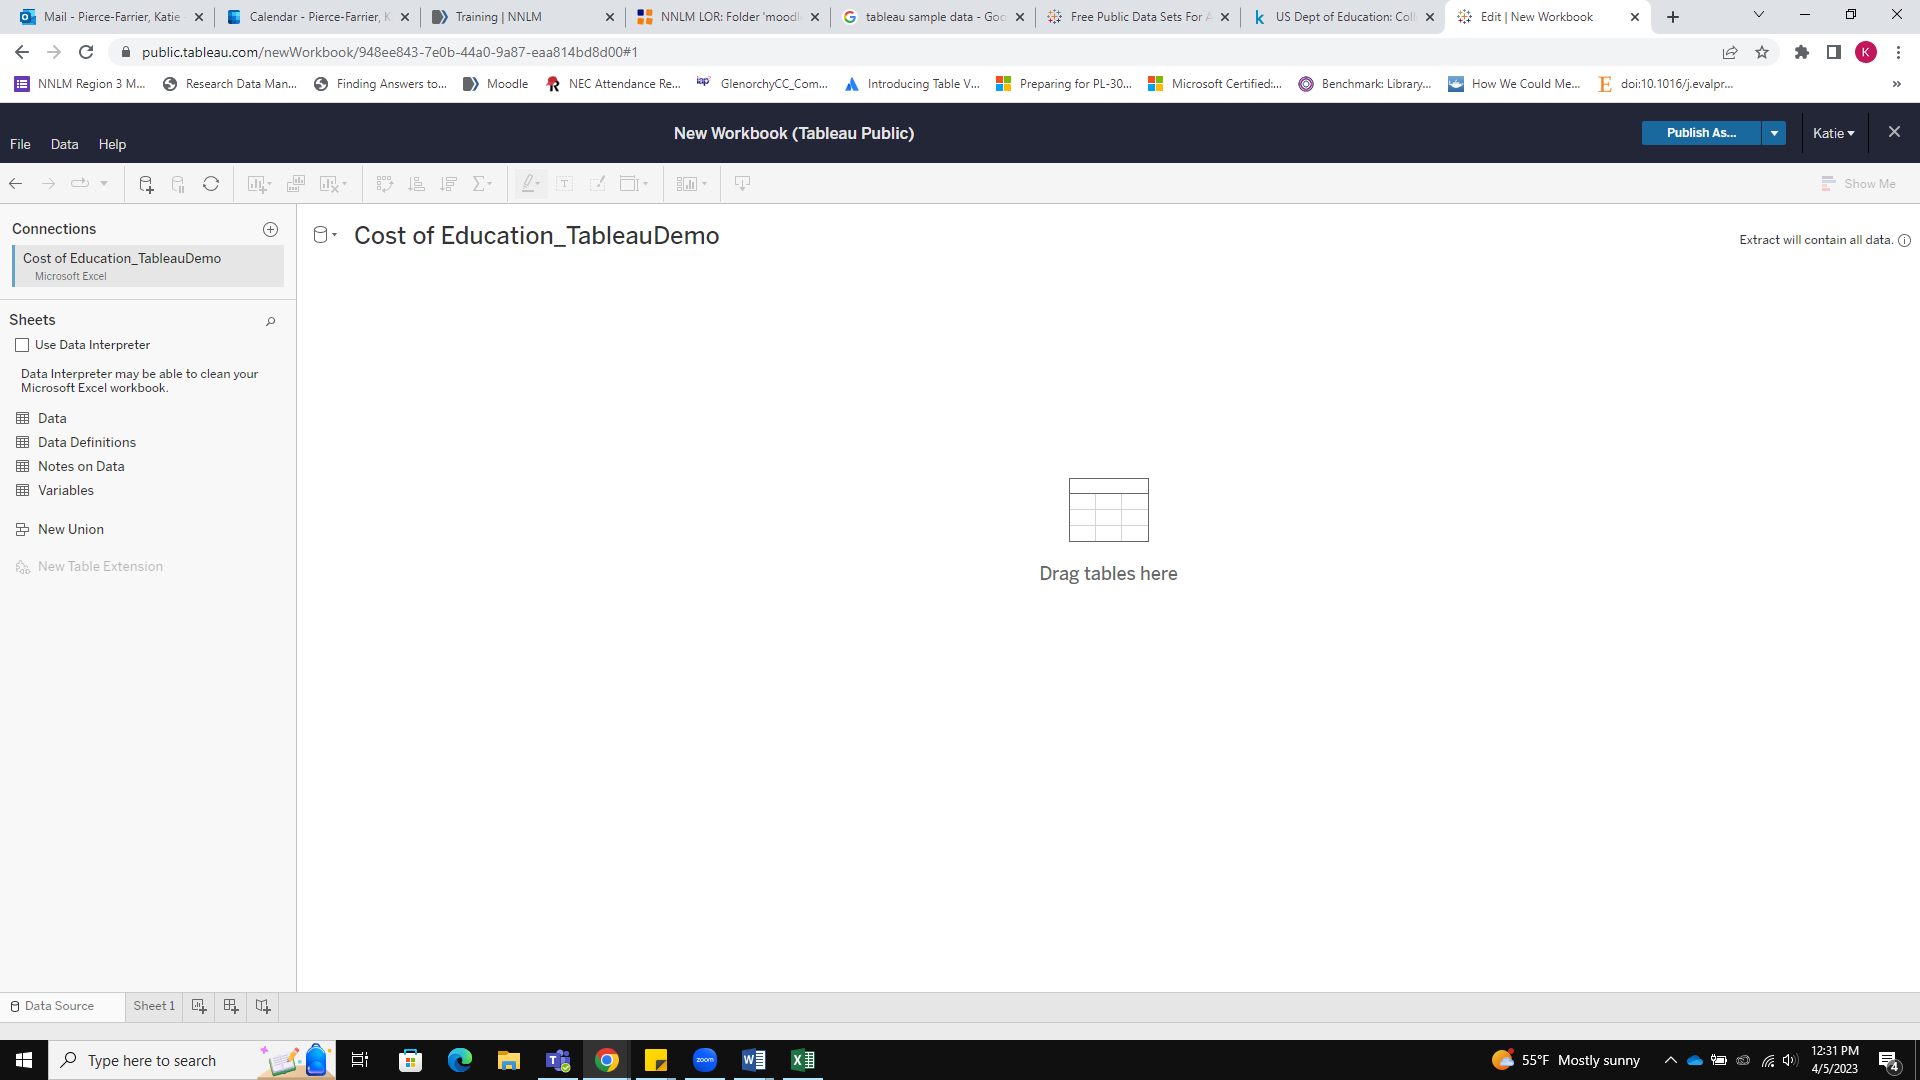 Mail - Pierce-Farrier, Katie
Calendar - Pierce-Farrier, K
Training | NNLM
NNLM LOR: Folder 'moodl
tableau sample data - Goo
Free Public Data Sets For A
US Dept of Education: Coll
Edit | New Workbook
public.tableau.com/newWorkbook/948ee843-7e0b-44a0-9a87-eaa814bd8d00#1
K
NNLM Region 3 M...
Research Data Man...
Finding Answers to...
Moodle
NEC Attendance Re...
GlenorchyCC_Com...
Introducing Table V...
Preparing for PL-30...
Microsoft Certified:...
Benchmark: Library...
How We Could Me...
doi:10.1016/j.evalpr...
»
New Workbook (Tableau Public)
Publish As...
Katie
File Data Help
Show Me
Connections
Cost of Education_TableauDemo
Microsoft Excel
Cost of Education_TableauDemo
Extract will contain all data.
Sheets
Use Data Interpreter
Data Interpreter may be able to clean your
Microsoft Excel workbook.
Data
Data Definitions
Notes on Data
Variables
New Union
New Table Extension
Drag tables here
Data Source
Sheet 1
Type here to search
zoom
55°F Mostly sunny
12:31 PM
4/5/2023
4